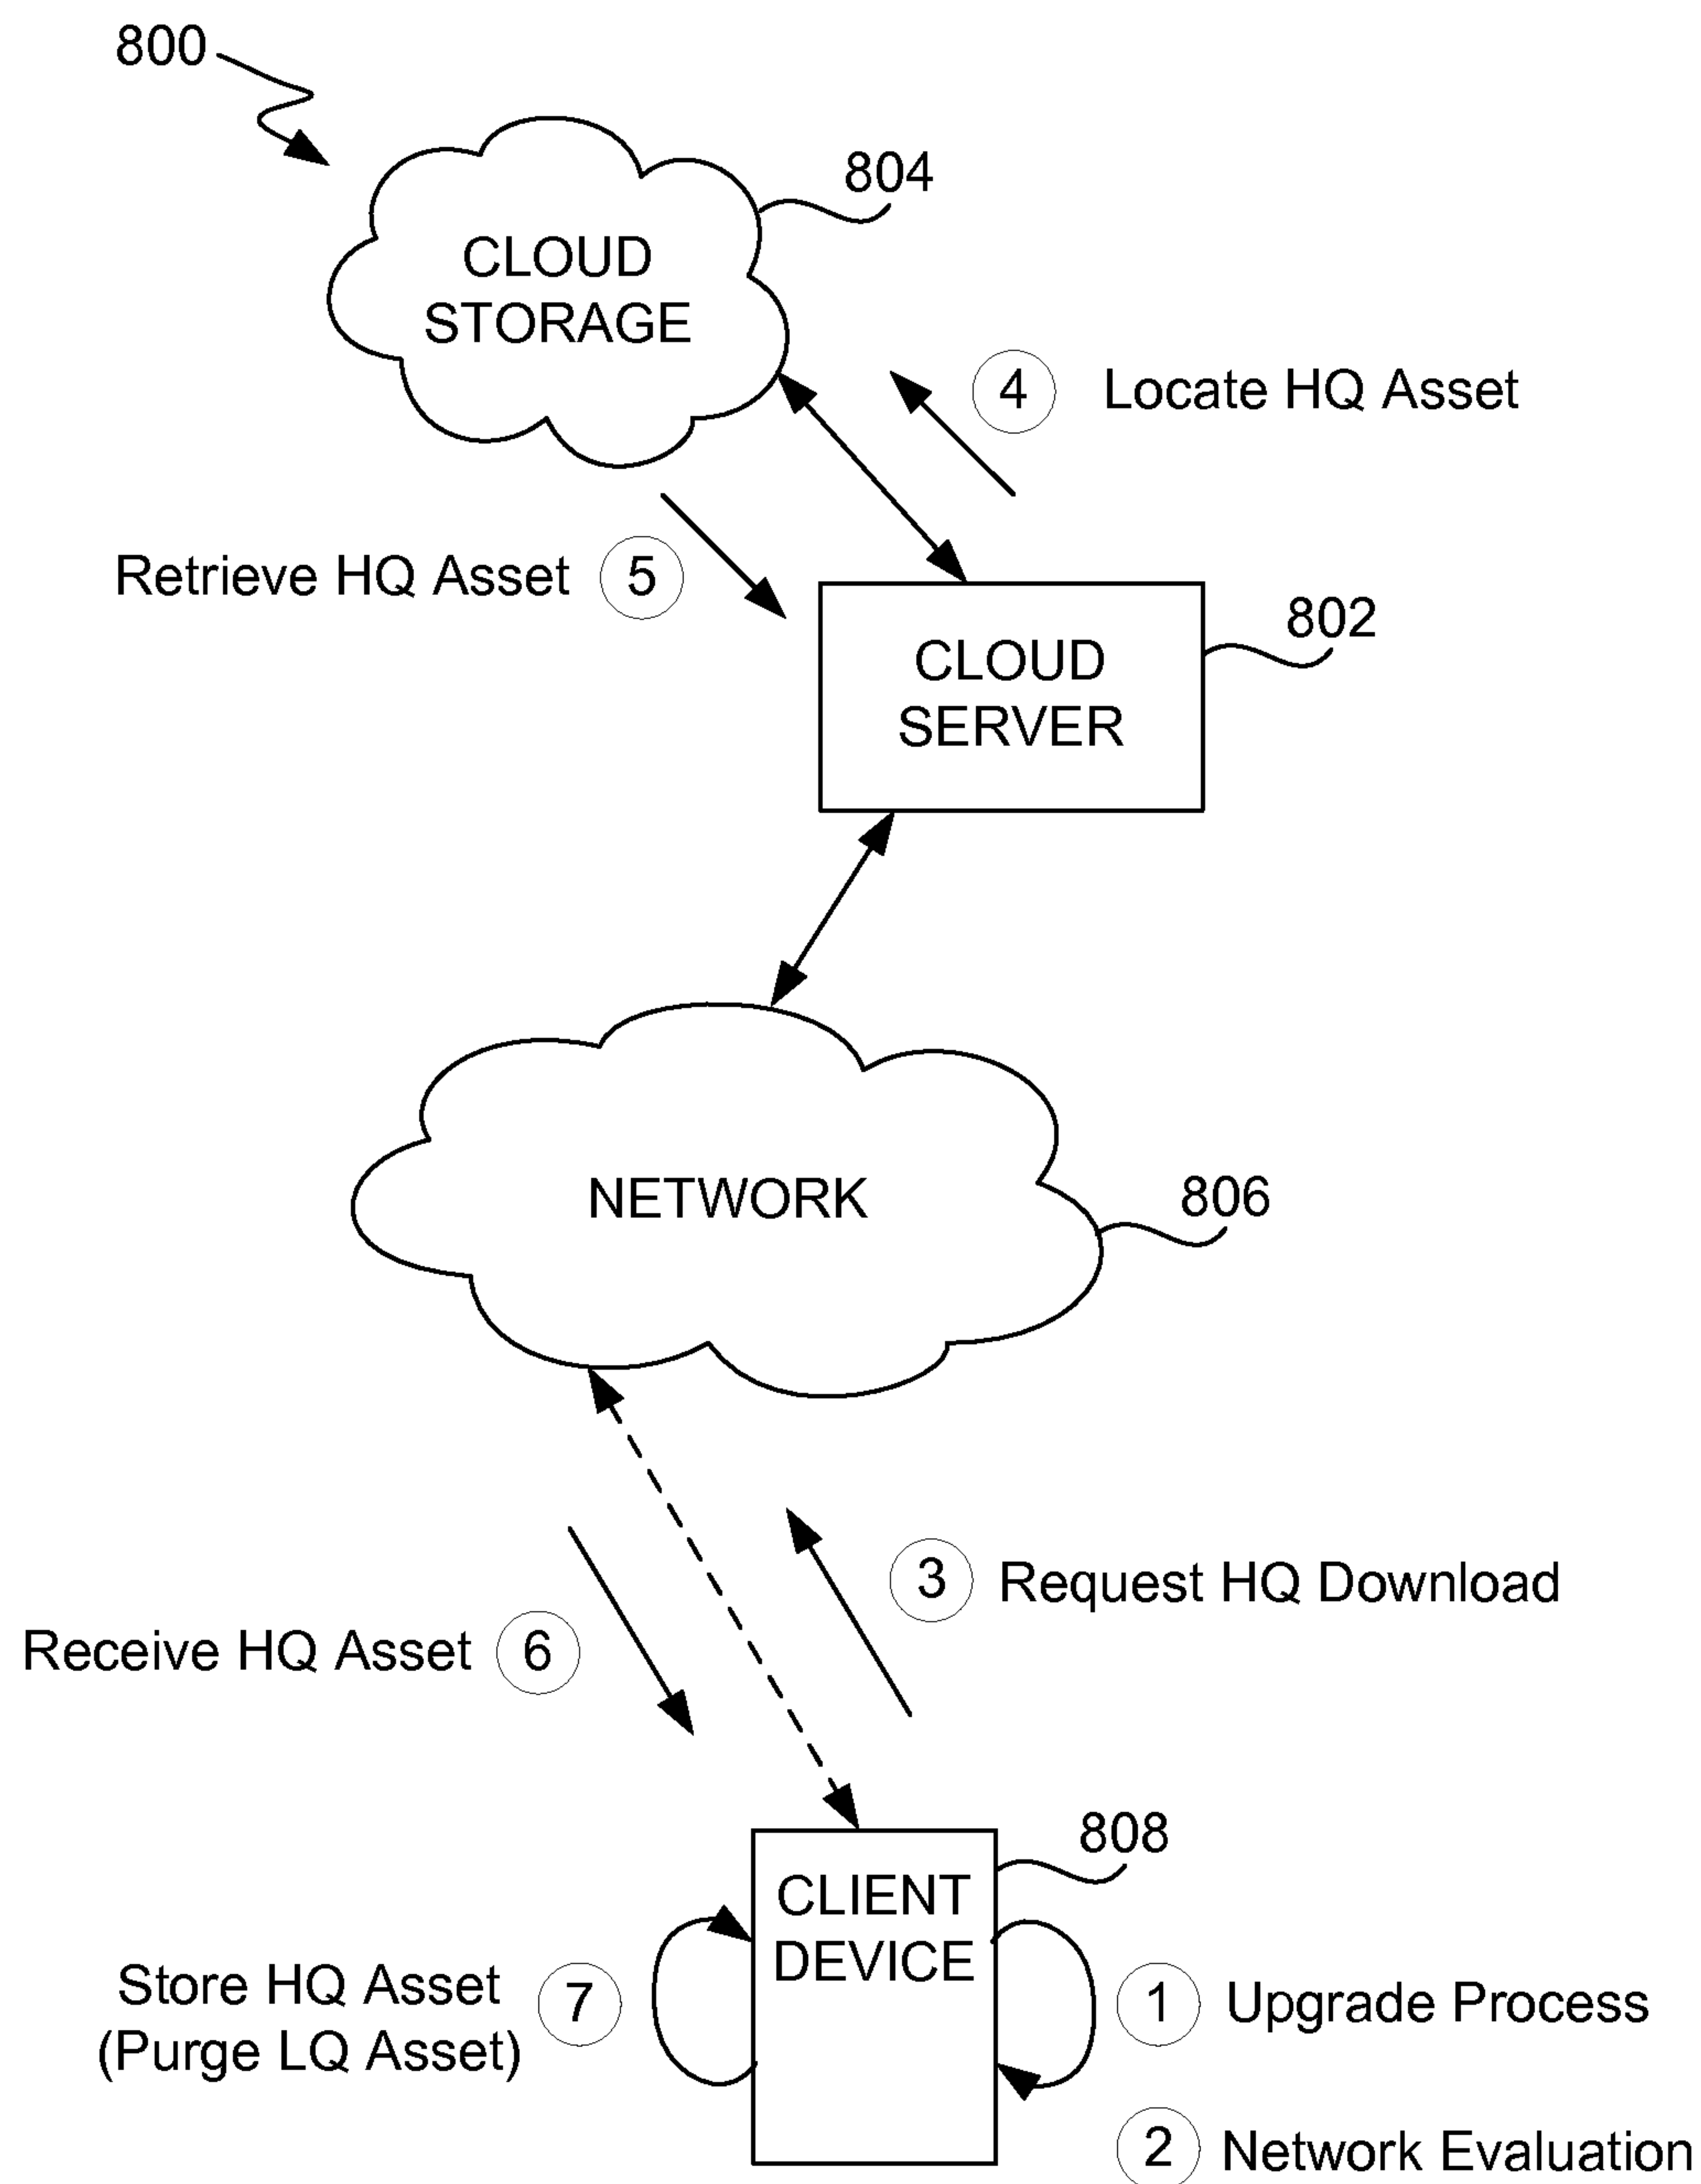 800
804
CLOUD
STORAGE
4 Locate HQ Asset
Retrieve HQ Asset 5
802
CLOUD
SERVER
NETWORK
806
3 Request HQ Download
Receive HQ Asset 6
808
CLIENT
DEVICE
Store HQ Asset
(Purge LQ Asset)
7
1 Upgrade Process
2 Network Evaluation